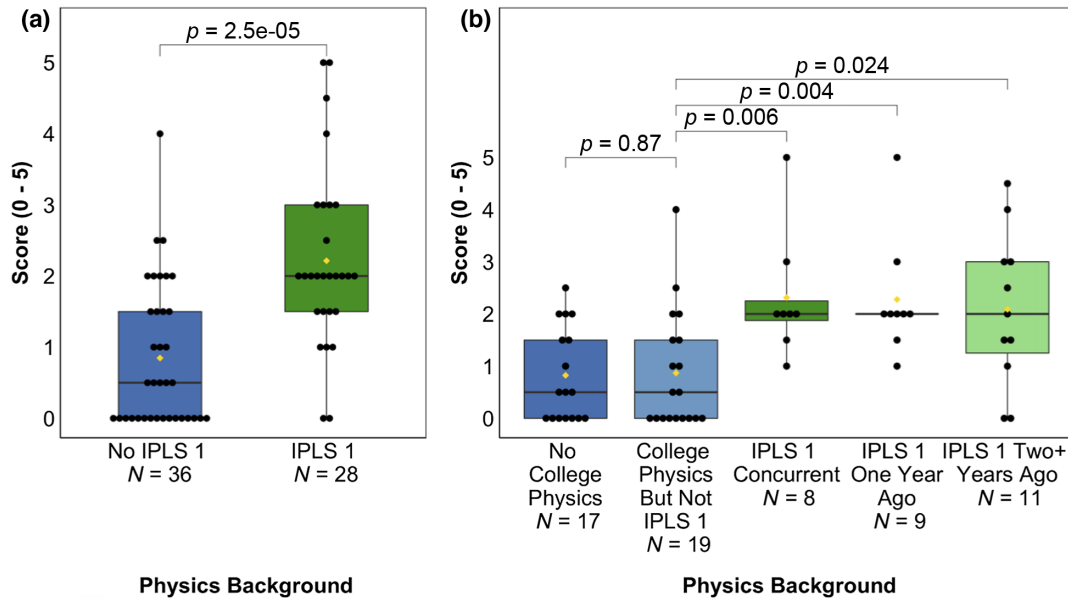 (a)
p = 2.5e-05
Score (0 - 5)
5
4
3
2
1
0
No IPLS 1
N = 36
IPLS 1
N = 28
Physics Background
(b)
p = 0.024
p = 0.004
p = 0.006
p = 0.87
Score (0 - 5)
5
4
3
2
1
0
No
College
Physics
N = 17
College
Physics
But Not
IPLS 1
N = 19
IPLS 1
Concurrent
N = 8
IPLS 1
One Year
Ago
N = 9
IPLS 1 Two+
Years Ago
N = 11
Physics Background